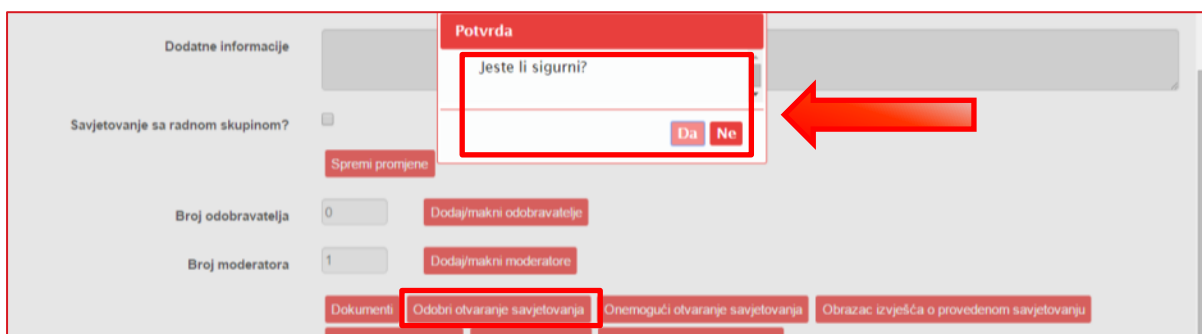 Potvrda
Dodatne informacije
Jeste li sigurni?
Savjetovanje sa radnom skupinom?
Da Ne
Spremi promjene
Broj odobravatelja 0 Dodaj/makni odobravatelje
Broj moderatora 1 Dodaj/makni moderatore
Dokumenti Odobri otvaranje savjetovanja Onemogući otvaranje savjetovanja Obrazac izvješća o provedenom savjetovanju